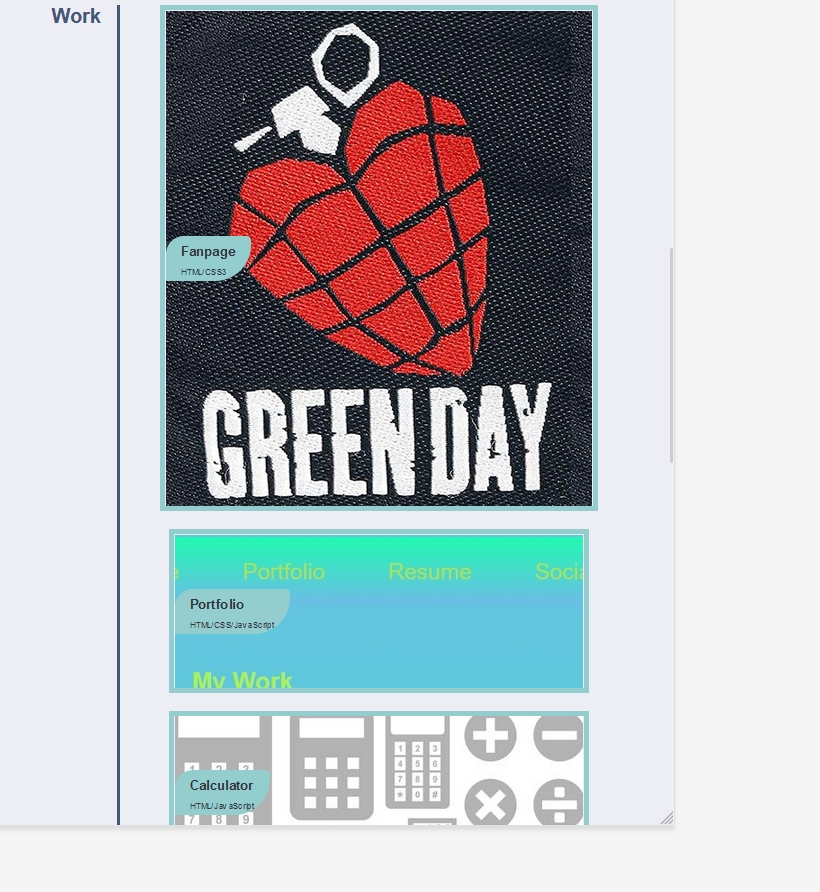 Work
Fanpage
HTML/CSS3
GREEN DAY
Portfolio Resume
Portfolio
HTML/CSS/JavaScript
My Work
1 2 3
4 5 6
7 8 9
* 0 #
1 2 3
Calculator
HTML/JavaScript
7 8 9